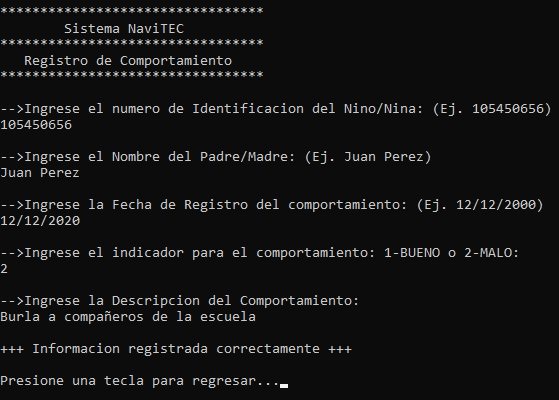 *********************************
Sistema NaviTEC
*********************************
Registro de Comportamiento
*********************************
-->Ingrese el numero de Identificacion del Nino/Nina: (Ej. 105450656)
105450656
-->Ingrese el Nombre del Padre/Madre: (Ej. Juan Perez)
Juan Perez
-->Ingrese la Fecha de Registro del comportamiento: (Ej. 12/12/2000)
12/12/2020
-->Ingrese el indicador para el comportamiento: 1-BUENO o 2-MALO:
2
-->Ingrese la Descripcion del Comportamiento:
Burla a compañeros de la escuela
+++ Informacion registrada correctamente +++
Presione una tecla para regresar...